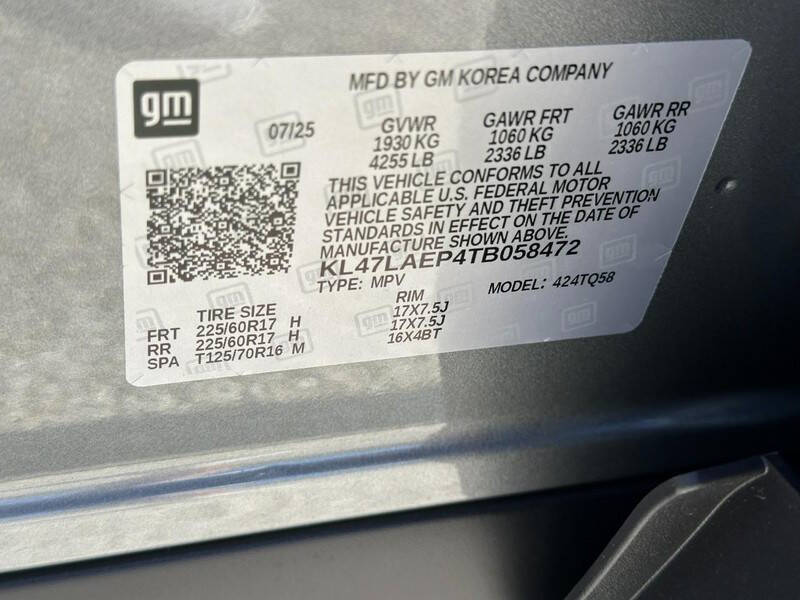 gm
MFD BY GM KOREA COMPANY
07/25
GVWR GAWR FRT GAWR RR
1930 KG 1060 KG 1060 KG
4255 LB 2336 LB 2336 LB
THIS VEHICLE CONFORMS TO ALL
APPLICABLE U.S. FEDERAL MOTOR
VEHICLE SAFETY AND THEFT PREVENTION
STANDARDS IN EFFECT ON THE DATE OF
MANUFACTURE SHOWN ABOVE.
KL47LAEP4TB058472
TYPE: MPV MODEL: 424TQ58
TIRE SIZE RIM
FRT 225/60R17 H 17X7.5J
RR 225/60R17 H 17X7.5J
SPA T125/70R16 M 16X4BT